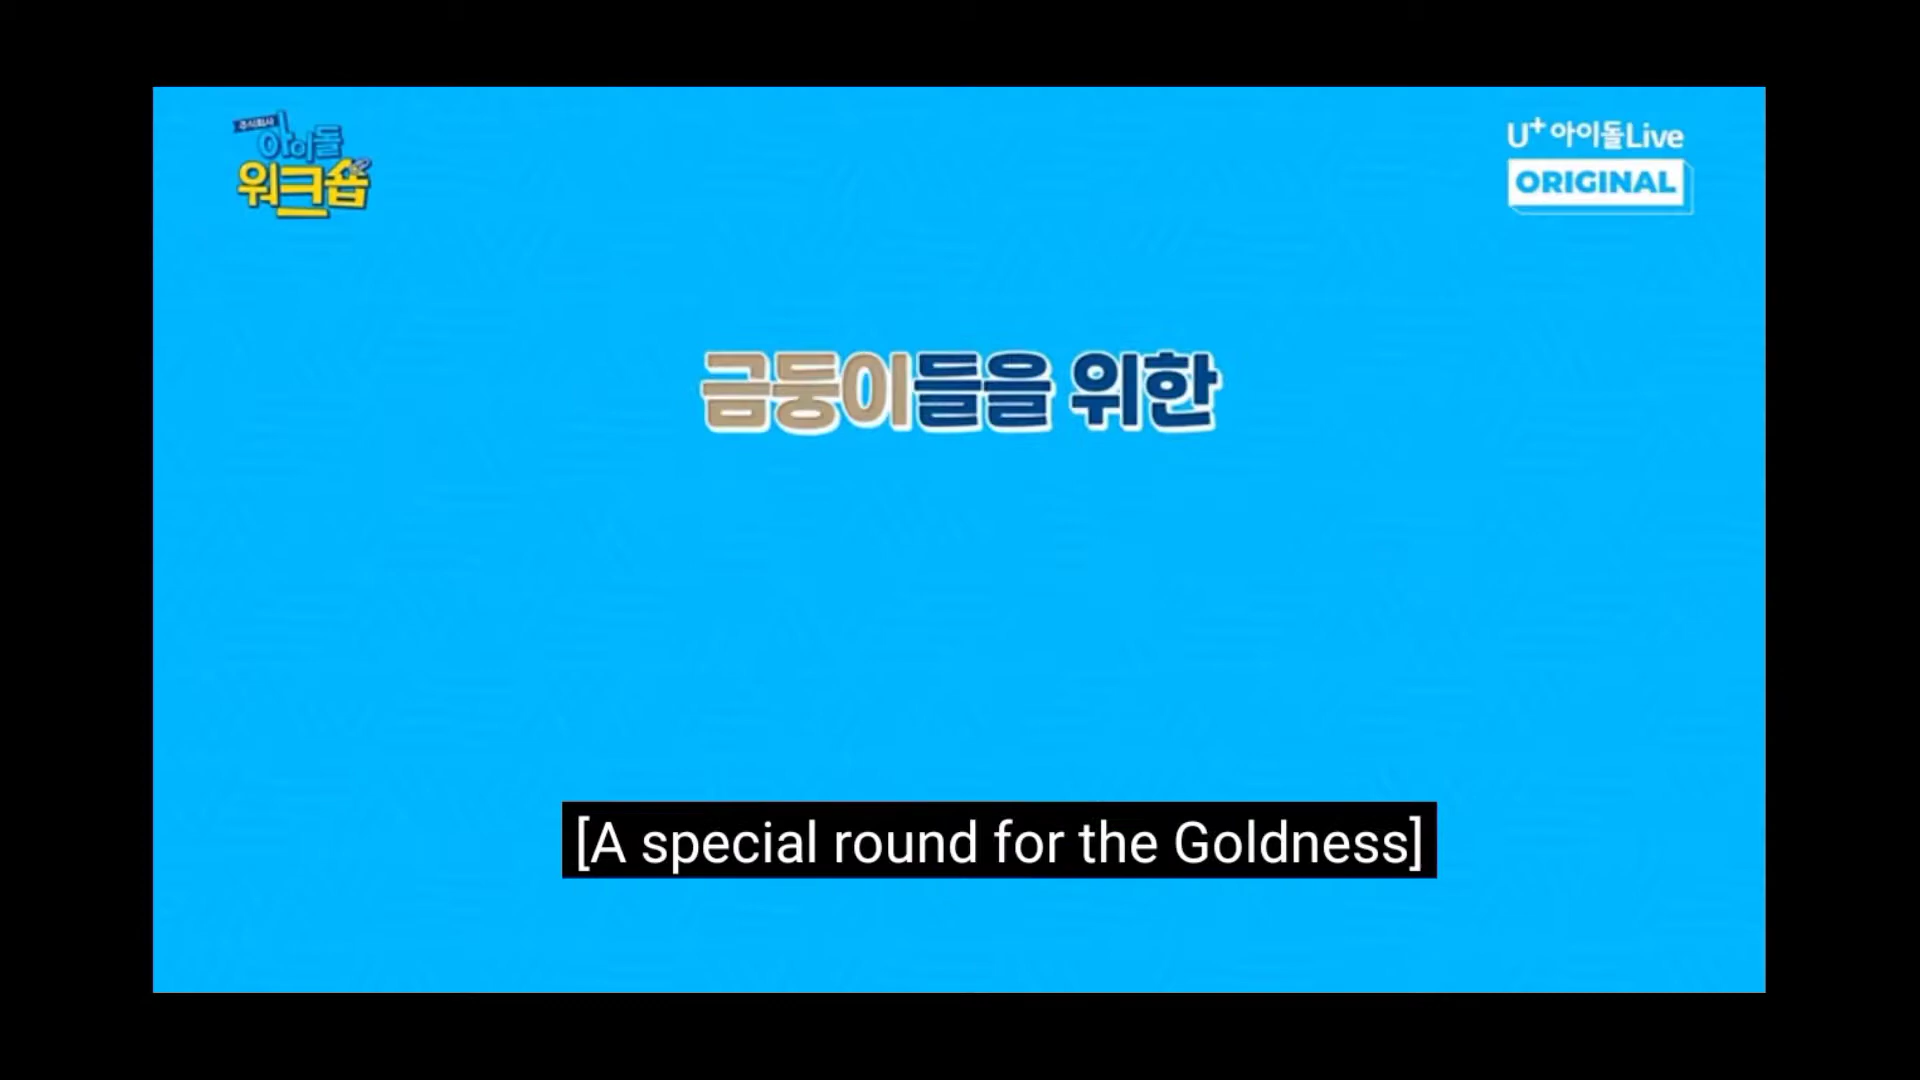 주식회사
아이돌
워크숍
U+아이돌Live
ORIGINAL
금둥이들을 위한
[A special round for the Goldness]